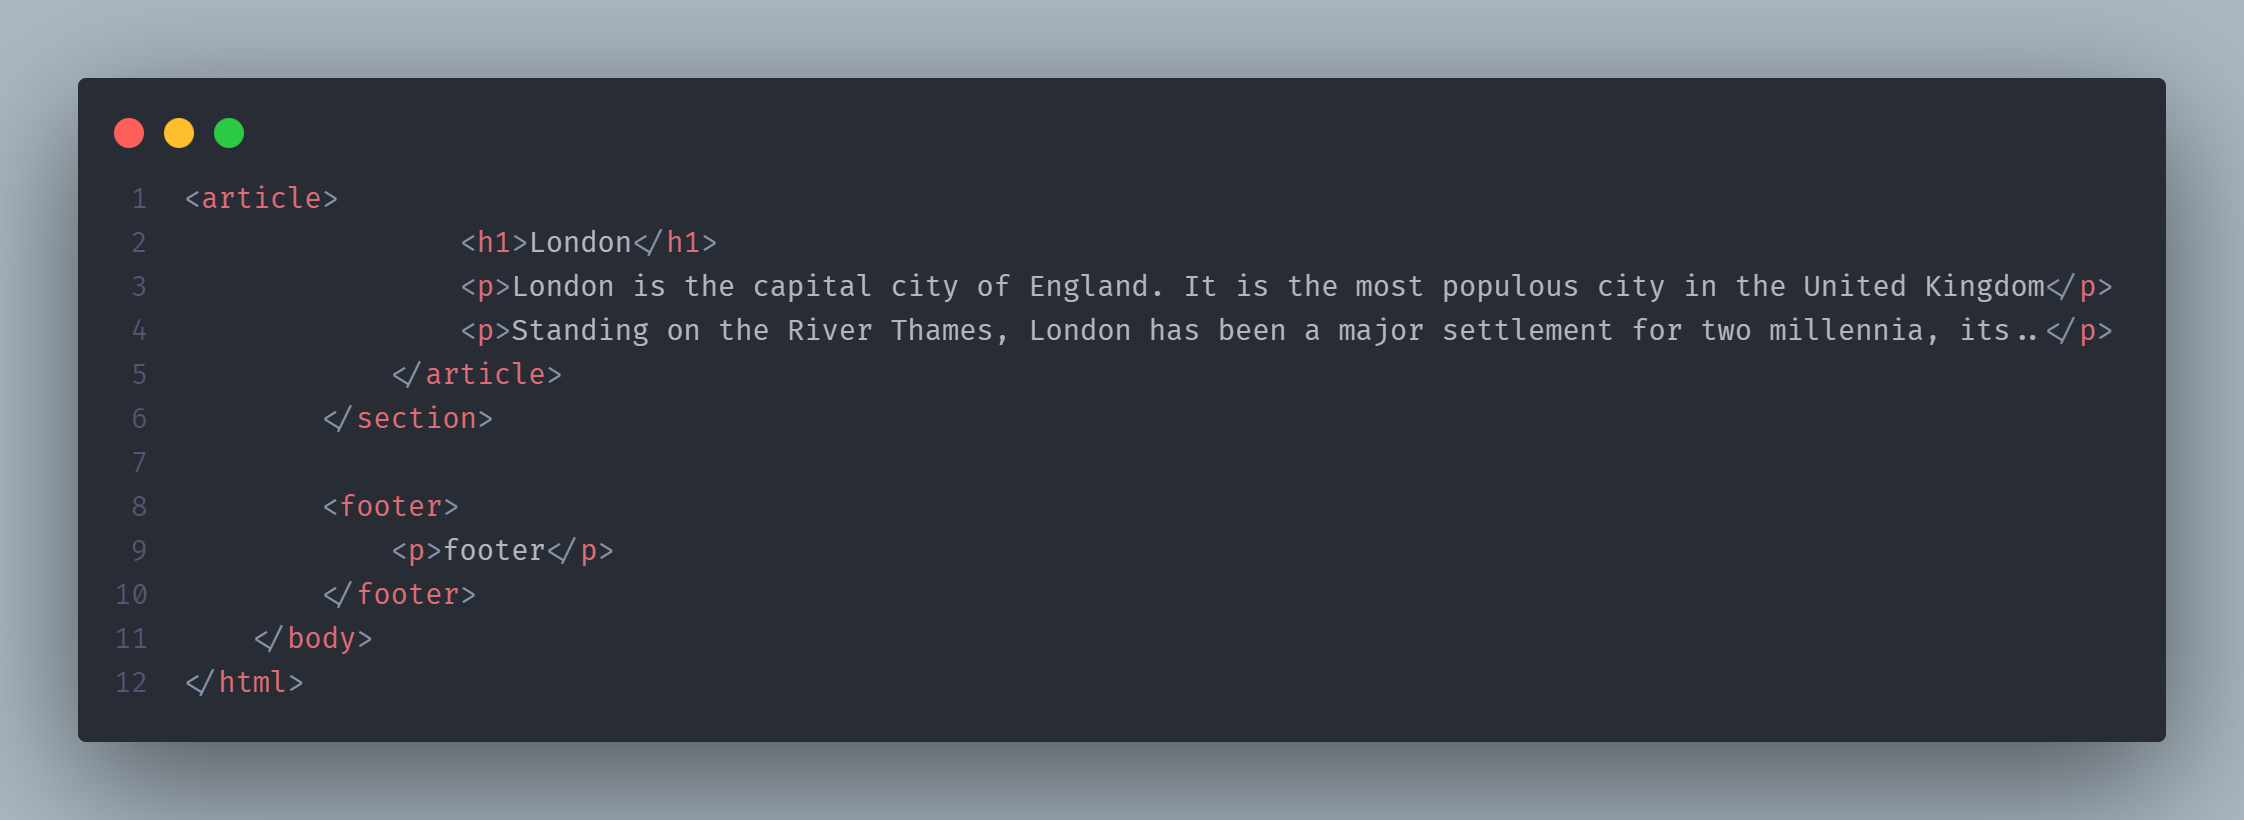 1 <article>
2 <h1>London</h1>
3 <p>London is the capital city of England. It is the most populous city in the United Kingdom</p>
4 <p>Standing on the River Thames, London has been a major settlement for two millennia, its..</p>
5 </article>
6 </section>
7
8 <footer>
9 <p>footer</p>
10 </footer>
11 </body>
12 </html>